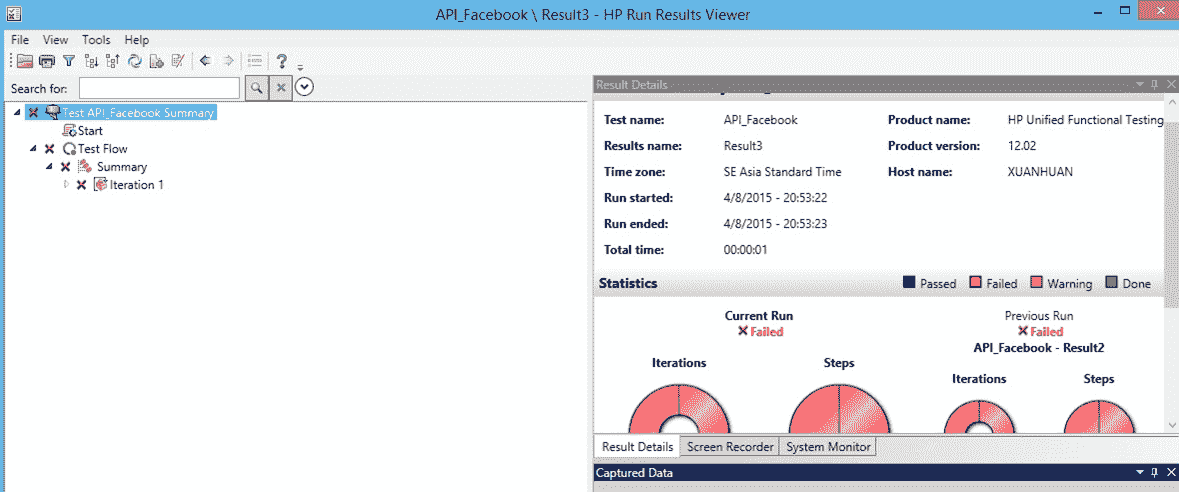 API_Facebook \ Result3 - HP Run Results Viewer
File View Tools Help
Search for:
Test API_Facebook Summary
Start
Test Flow
Summary
Iteration 1
Result Details
Test name: API_Facebook Product name: HP Unified Functional Testing
Results name: Result3 Product version: 12.02
Time zone: SE Asia Standard Time Host name: XUANHUAN
Run started: 4/8/2015 - 20:53:22
Run ended: 4/8/2015 - 20:53:23
Total time: 00:00:01
Statistics Passed Failed Warning Done
Current Run Previous Run
Failed Failed
API_Facebook - Result2
Iterations Steps Iterations Steps
Result Details Screen Recorder System Monitor
Captured Data